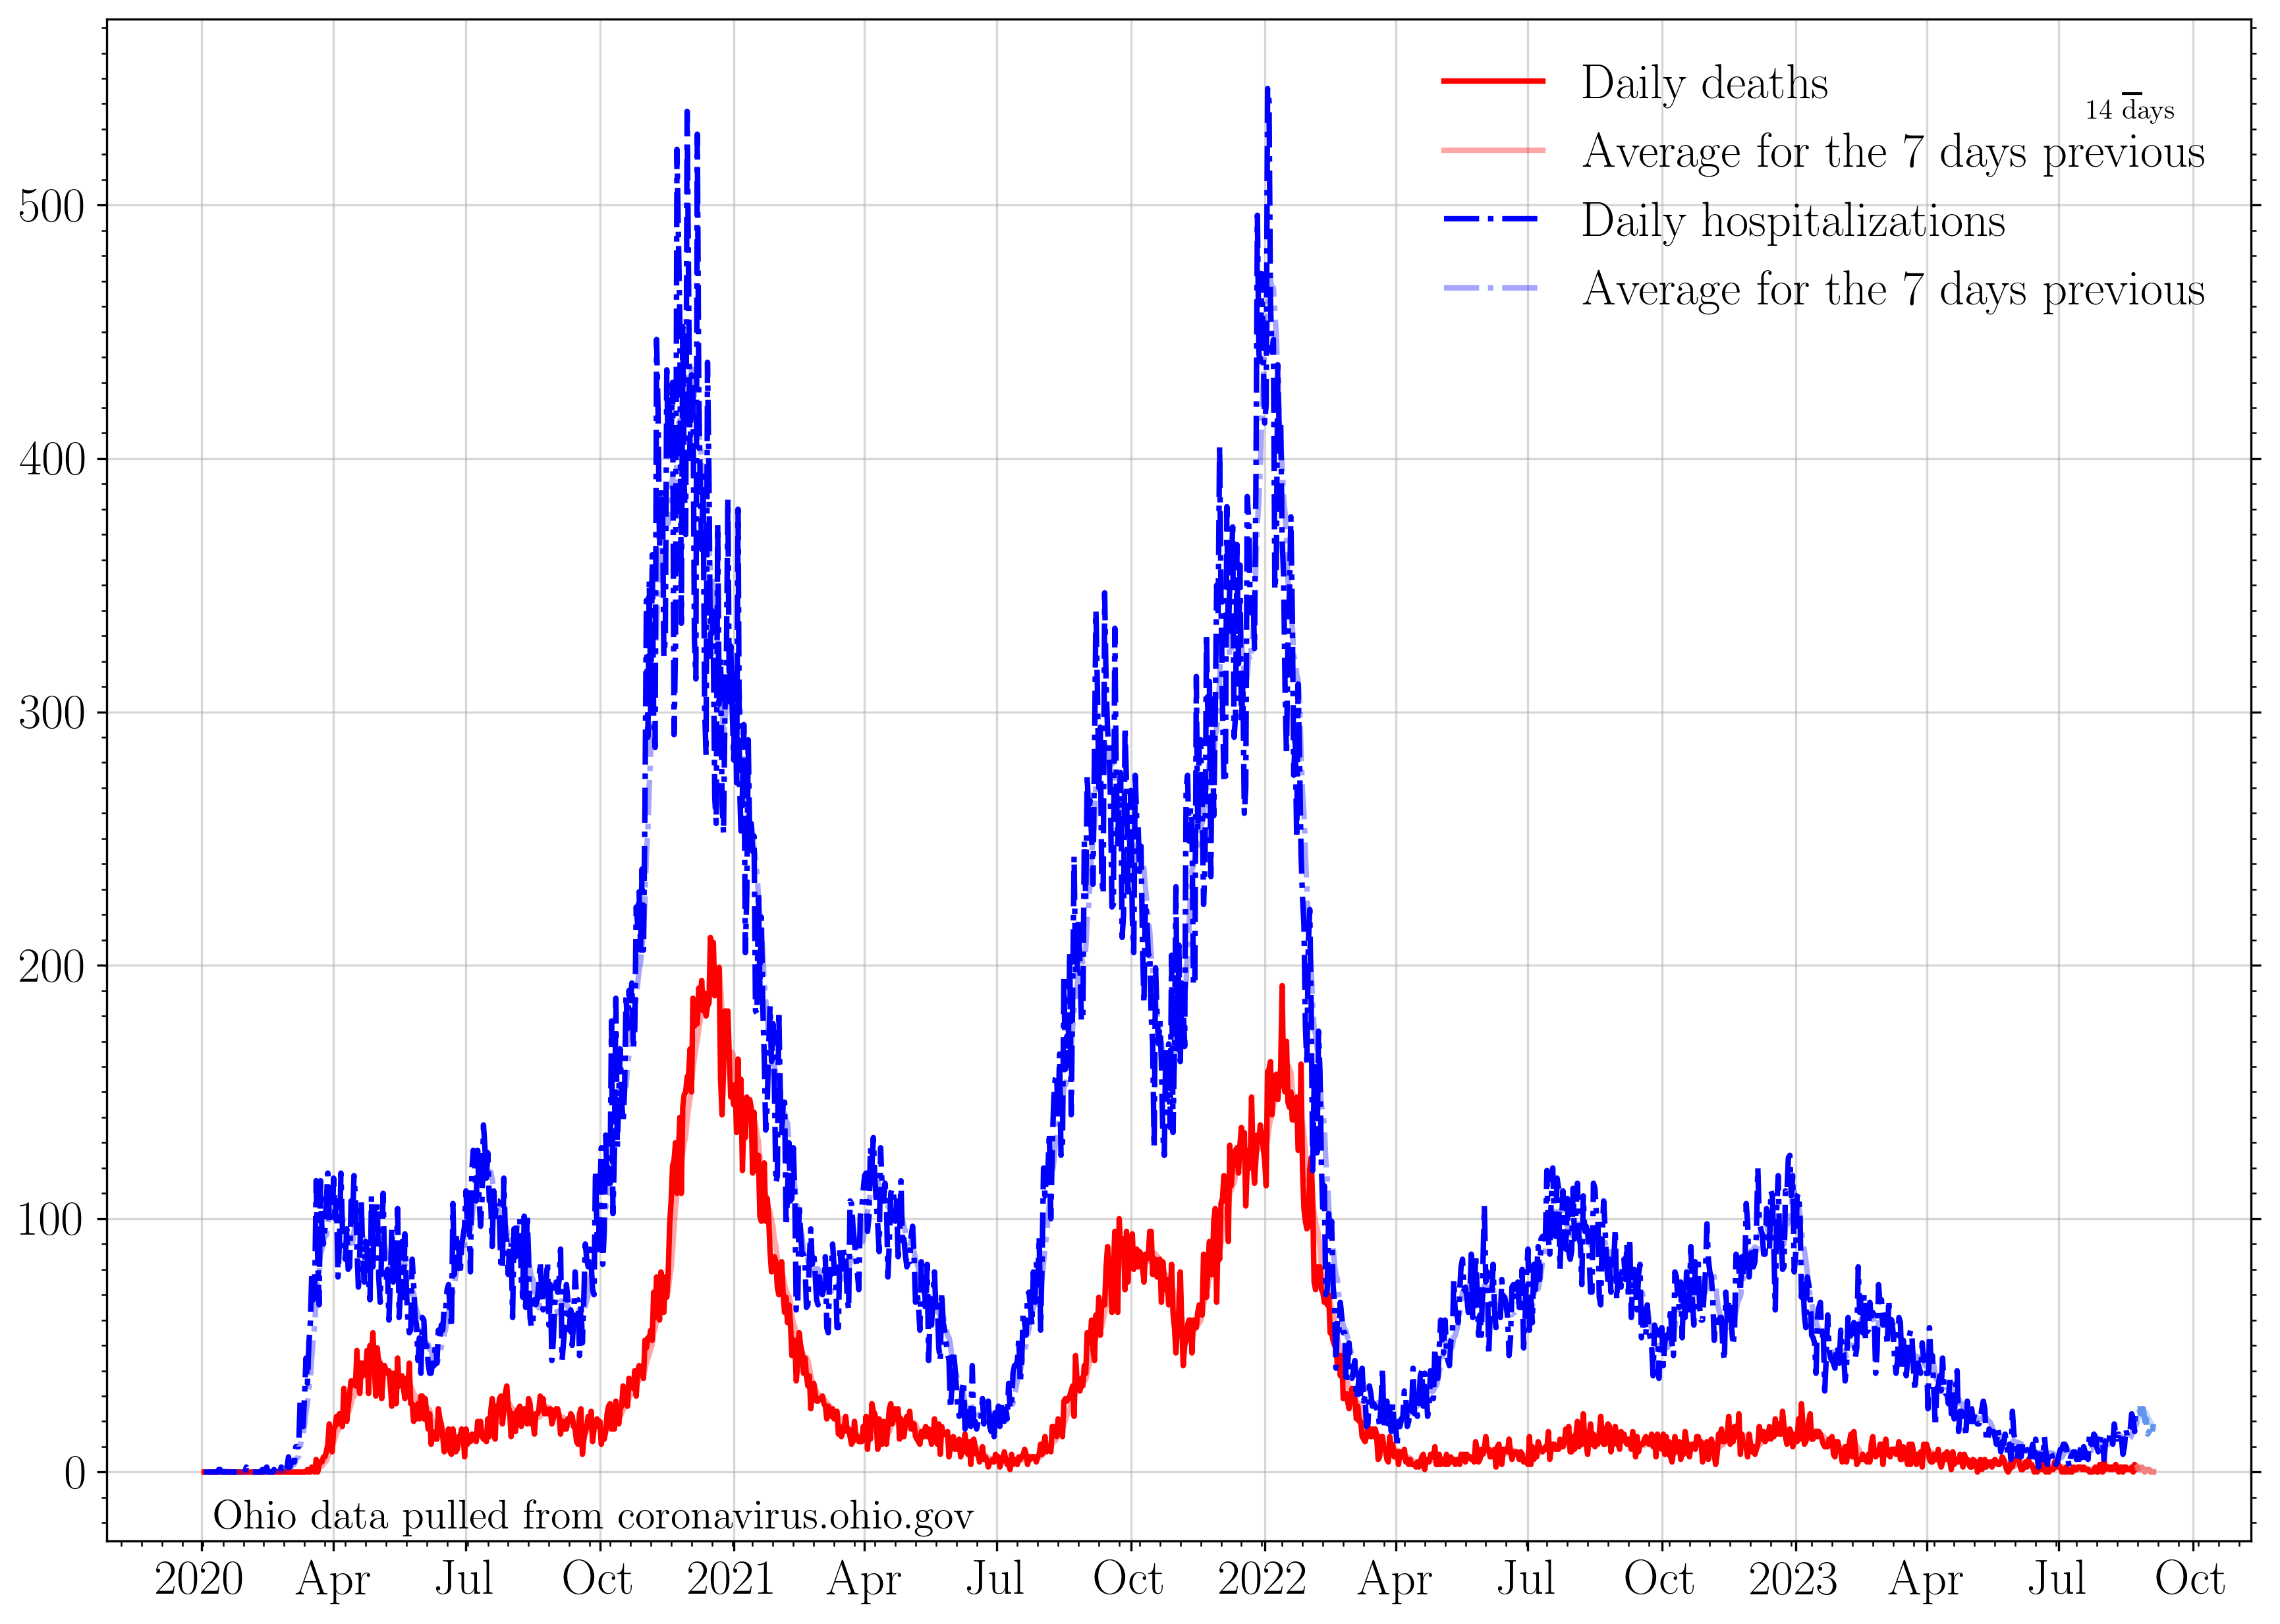 Daily deaths
14 days
Average for the 7 days previous
Daily hospitalizations
Average for the 7 days previous
500
400
300
200
100
0
Ohio data pulled from coronavirus.ohio.gov
2020 Apr Jul Oct 2021 Apr Jul Oct 2022 Apr Jul Oct 2023 Apr Jul Oct